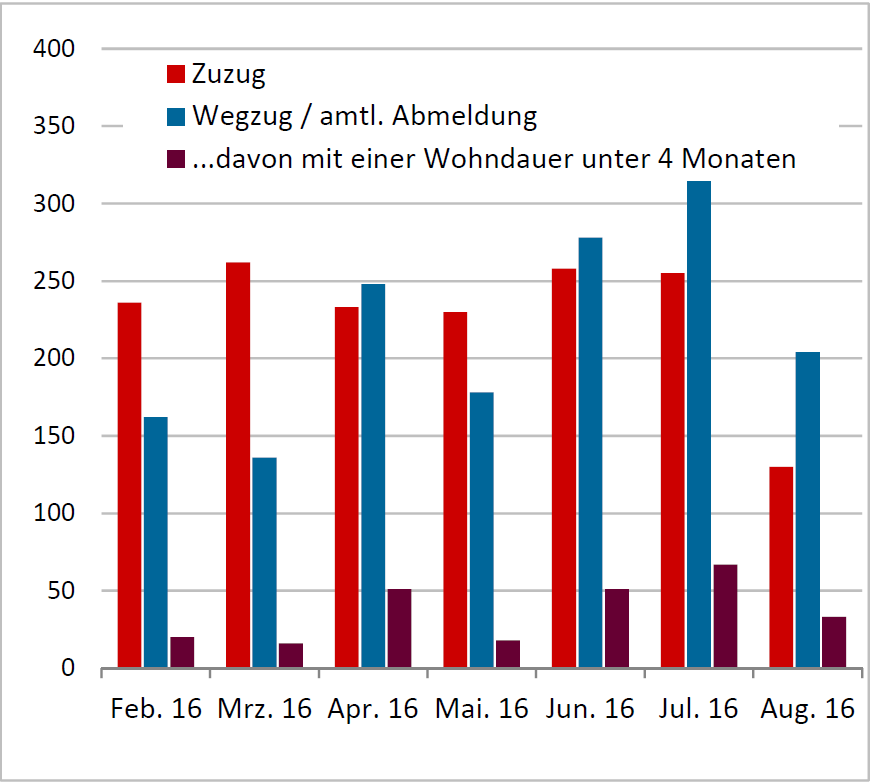 400
350
300
250
200
150
100
50
0
Zuzug
Wegzug / amtl. Abmeldung
...davon mit einer Wohndauer unter 4 Monaten
Feb. 16 Mrz. 16 Apr. 16 Mai. 16 Jun. 16 Jul. 16 Aug. 16